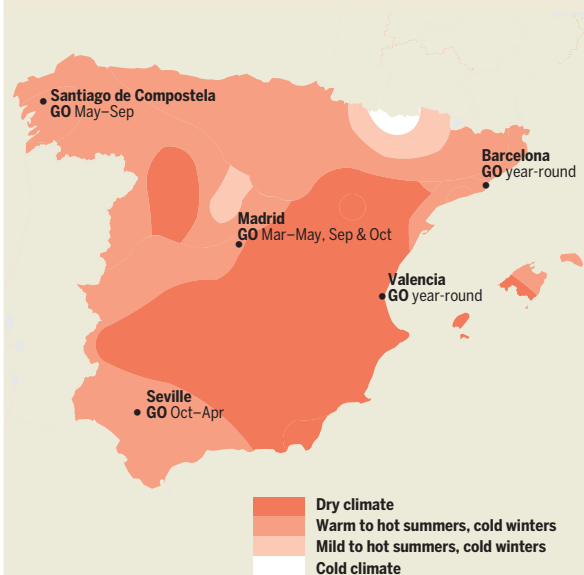 Santiago de Compostela
GO May–Sep
Barcelona
GO year-round
Madrid
GO Mar–May, Sep & Oct
Valencia
GO year-round
Seville
GO Oct–Apr
Dry climate
Warm to hot summers, cold winters
Mild to hot summers, cold winters
Cold climate